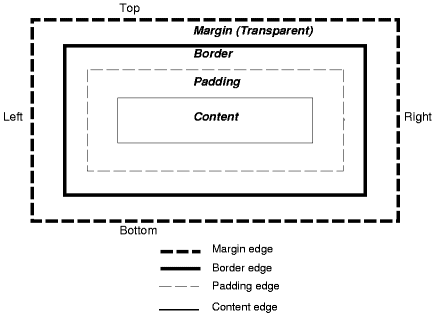 Top
Margin (Transparent)
Border
Padding
Left
Content
Right
Bottom
Margin edge
Border edge
Padding edge
Content edge